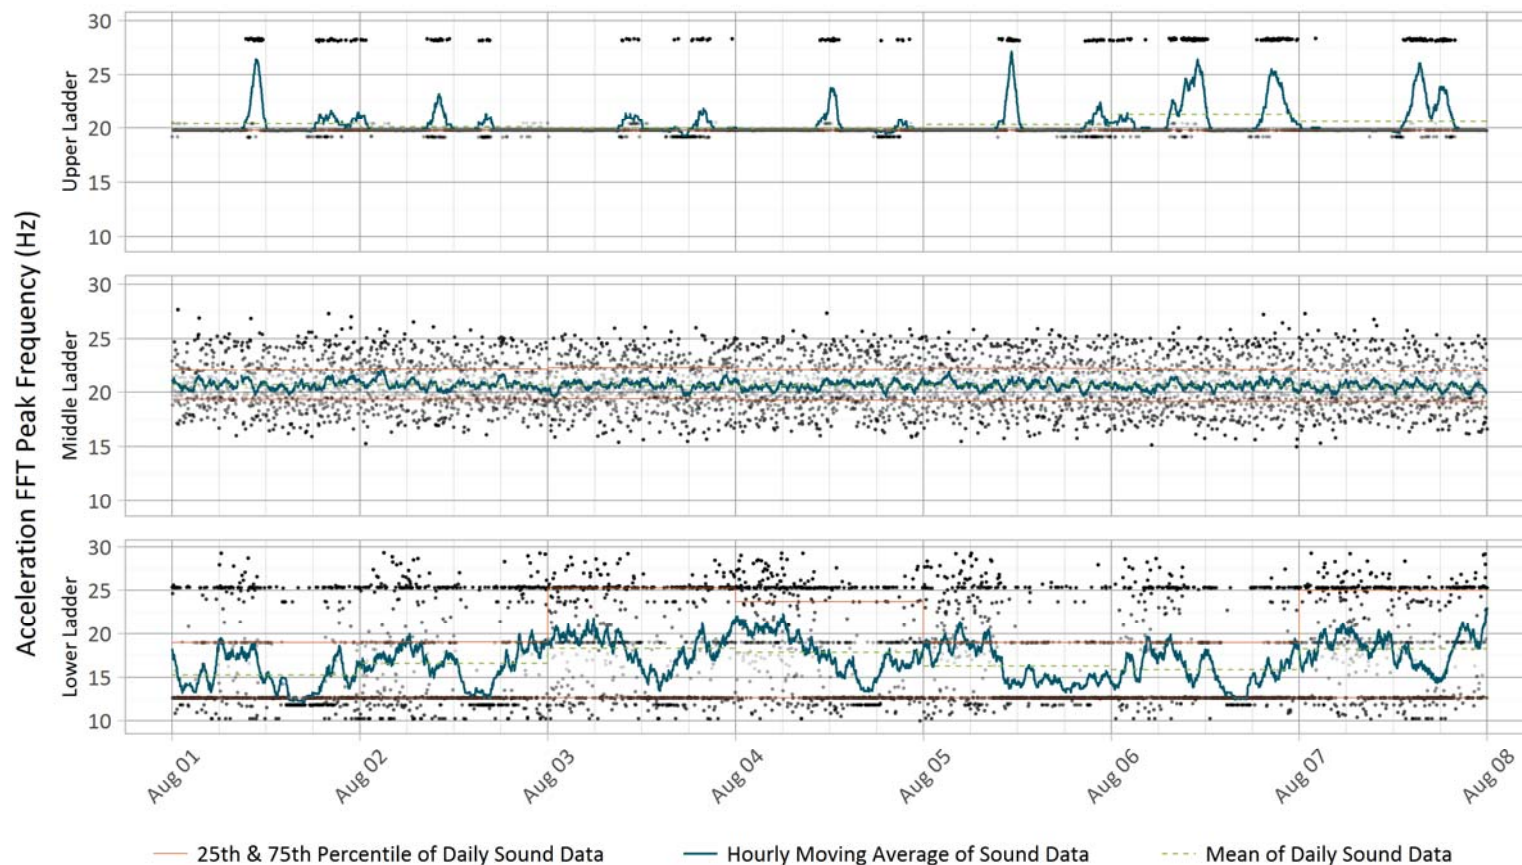 Acceleration FFT Peak Frequency (Hz)
Upper Ladder
30
25
20
15
10
Middle Ladder
30
25
20
15
10
Lower Ladder
30
25
20
15
10
Aug 01
Aug 02
Aug 03
Aug 04
Aug 05
Aug 06
Aug 07
Aug 08
25th & 75th Percentile of Daily Sound Data
Hourly Moving Average of Sound Data
Mean of Daily Sound Data